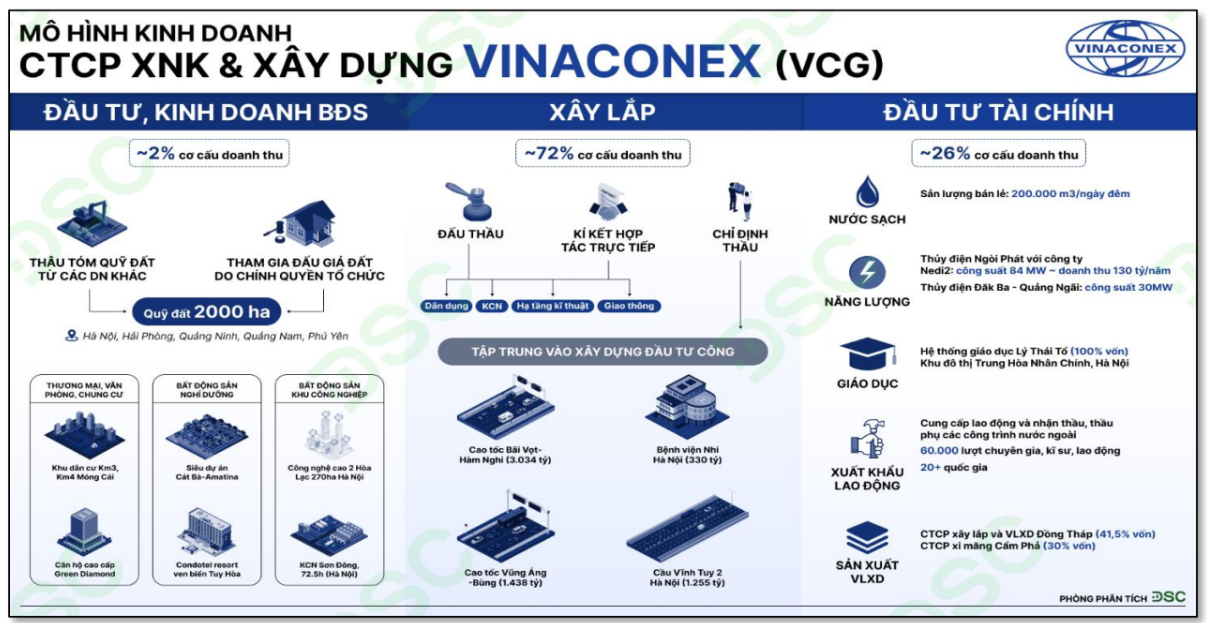 MÔ HÌNH KINH DOANH
CTCP XNK & XÂY DỰNG VINACONEX (VCG)
VINACONEX
ĐẦU TƯ, KINH DOANH BĐS
~2% cơ cấu doanh thu
THÂU TÓM QUỸ ĐẤT
TỪ CÁC DN KHÁC
THAM GIA ĐẤU GIÁ ĐẤT
DO CHÍNH QUYỀN TỔ CHỨC
Quỹ đất 2000 ha
Hà Nội, Hải Phòng, Quảng Ninh, Quảng Nam, Phú Yên
THƯƠNG MẠI, VĂN
PHÒNG, CHUNG CƯ
Khu dân cư Km3,
Km4 Móng Cái
Căn hộ cao cấp
Green Diamond
BẤT ĐỘNG SẢN
NGHỈ DƯỠNG
Siêu dự án
Cát Bà-Amatina
Condotel resort
ven biển Tuy Hòa
BẤT ĐỘNG SẢN
KHU CÔNG NGHIỆP
Công nghệ cao 2 Hòa
Lạc 270ha Hà Nội
KCN Sơn Đông,
72.5h (Hà Nội)
XÂY LẮP
~72% cơ cấu doanh thu
ĐẤU THẦU
KÍ KẾT HỢP
TÁC TRỰC TIẾP
CHỈ ĐỊNH
THẦU
Dân dụng
KCN
Hạ tầng kĩ thuật
Giao thông
TẬP TRUNG VÀO XÂY DỰNG ĐẦU TƯ CÔNG
Cao tốc Bãi Vọt-
Hàm Nghi (3.034 tỷ)
Bệnh viện Nhi
Hà Nội (330 tỷ)
Cao tốc Vũng Áng
-Bùng (1.438 tỷ)
Cầu Vĩnh Tuy 2
Hà Nội (1.255 tỷ)
ĐẦU TƯ TÀI CHÍNH
~26% cơ cấu doanh thu
NƯỚC SẠCH
Sản lượng bán lẻ: 200.000 m3/ngày đêm
NĂNG LƯỢNG
Thủy điện Ngòi Phát với công ty
Nedi2: công suất 84 MW ~ doanh thu 130 tỷ/năm
Thủy điện Đăk Ba - Quảng Ngãi: công suất 30MW
GIÁO DỤC
Hệ thống giáo dục Lý Thái Tổ (100% vốn)
Khu đô thị Trung Hòa Nhân Chính, Hà Nội
XUẤT KHẨU
LAO ĐỘNG
Cung cấp lao động và nhận thầu, thầu
phụ các công trình nước ngoài
60.000 lượt chuyên gia, kĩ sư, lao động
20+ quốc gia
SẢN XUẤT
VLXD
CTCP xây lắp và VLXD Đồng Tháp (41,5% vốn)
CTCP xi măng Cẩm Phả (30% vốn)
PHÒNG PHÂN TÍCH DSC